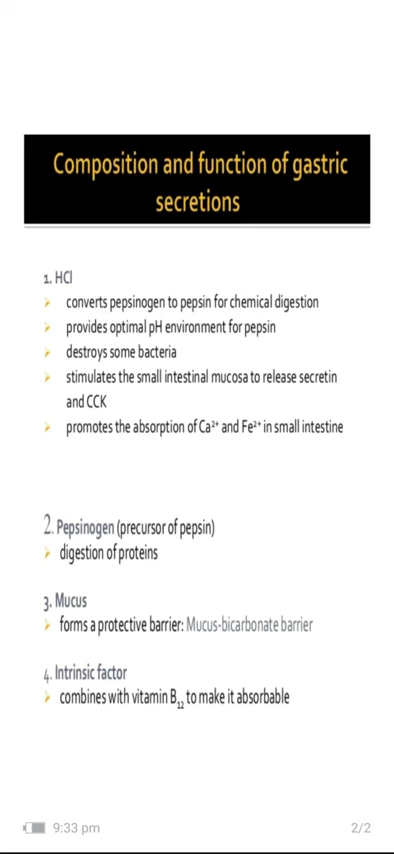 Composition and function of gastric
secretions
1. HCl
➢ converts pepsinogen to pepsin for chemical digestion
➢ provides optimal pH environment for pepsin
➢ destroys some bacteria
➢ stimulates the small intestinal mucosa to release secretin
and CCK
➢ promotes the absorption of Ca²⁺ and Fe²⁺ in small intestine
2. Pepsinogen (precursor of pepsin)
➢ digestion of proteins
3. Mucus
➢ forms a protective barrier: Mucus-bicarbonate barrier
4. Intrinsic factor
➢ combines with vitamin B₁₂ to make it absorbable
9:33 pm
2/2